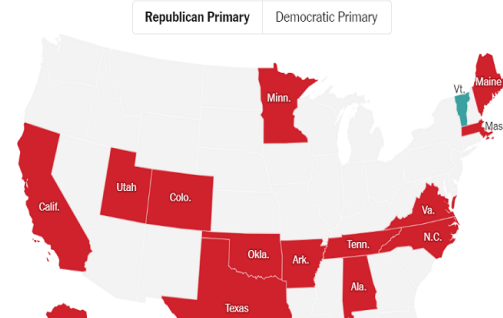 Republican Primary
Democratic Primary
Minn.
Vt.
Maine
Mas
Utah
Colo.
Calif.
Va.
N.C.
Okla.
Ark.
Tenn.
Texas
Ala.